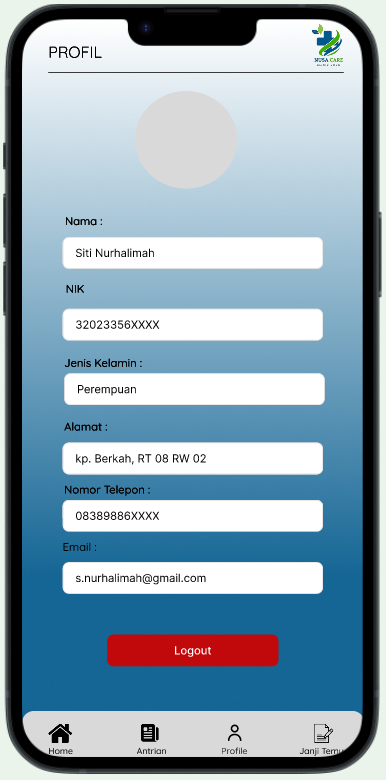 PROFIL
NUSA CARE
Nama :
Siti Nurhalimah
NIK
32023356XXXX
Jenis Kelamin :
Perempuan
Alamat :
kp. Berkah, RT 08 RW 02
Nomor Telepon :
08389886XXXX
Email :
s.nurhalimah@gmail.com
Logout
Home
Antrian
Profile
Janji Temu